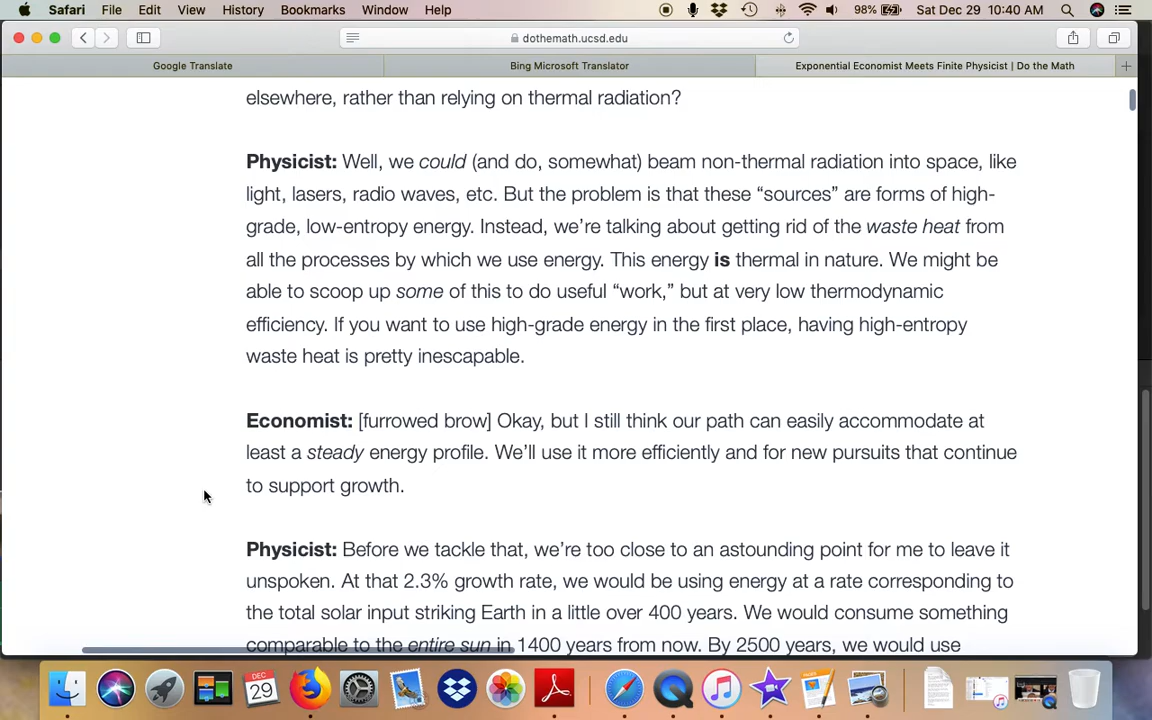 Safari File Edit View History Bookmarks Window Help 98% Sat Dec 29 10:40 AM
dothemath.ucsd.edu
Google Translate Bing Microsoft Translator Exponential Economist Meets Finite Physicist | Do the Math
elsewhere, rather than relying on thermal radiation?
Physicist: Well, we could (and do, somewhat) beam non-thermal radiation into space, like
light, lasers, radio waves, etc. But the problem is that these “sources” are forms of high-
grade, low-entropy energy. Instead, we’re talking about getting rid of the waste heat from
all the processes by which we use energy. This energy is thermal in nature. We might be
able to scoop up some of this to do useful “work,” but at very low thermodynamic
efficiency. If you want to use high-grade energy in the first place, having high-entropy
waste heat is pretty inescapable.
Economist: [furrowed brow] Okay, but I still think our path can easily accommodate at
least a steady energy profile. We’ll use it more efficiently and for new pursuits that continue
to support growth.
Physicist: Before we tackle that, we’re too close to an astounding point for me to leave it
unspoken. At that 2.3% growth rate, we would be using energy at a rate corresponding to
the total solar input striking Earth in a little over 400 years. We would consume something
comparable to the entire sun in 1400 years from now. By 2500 years, we would use
DEC
29